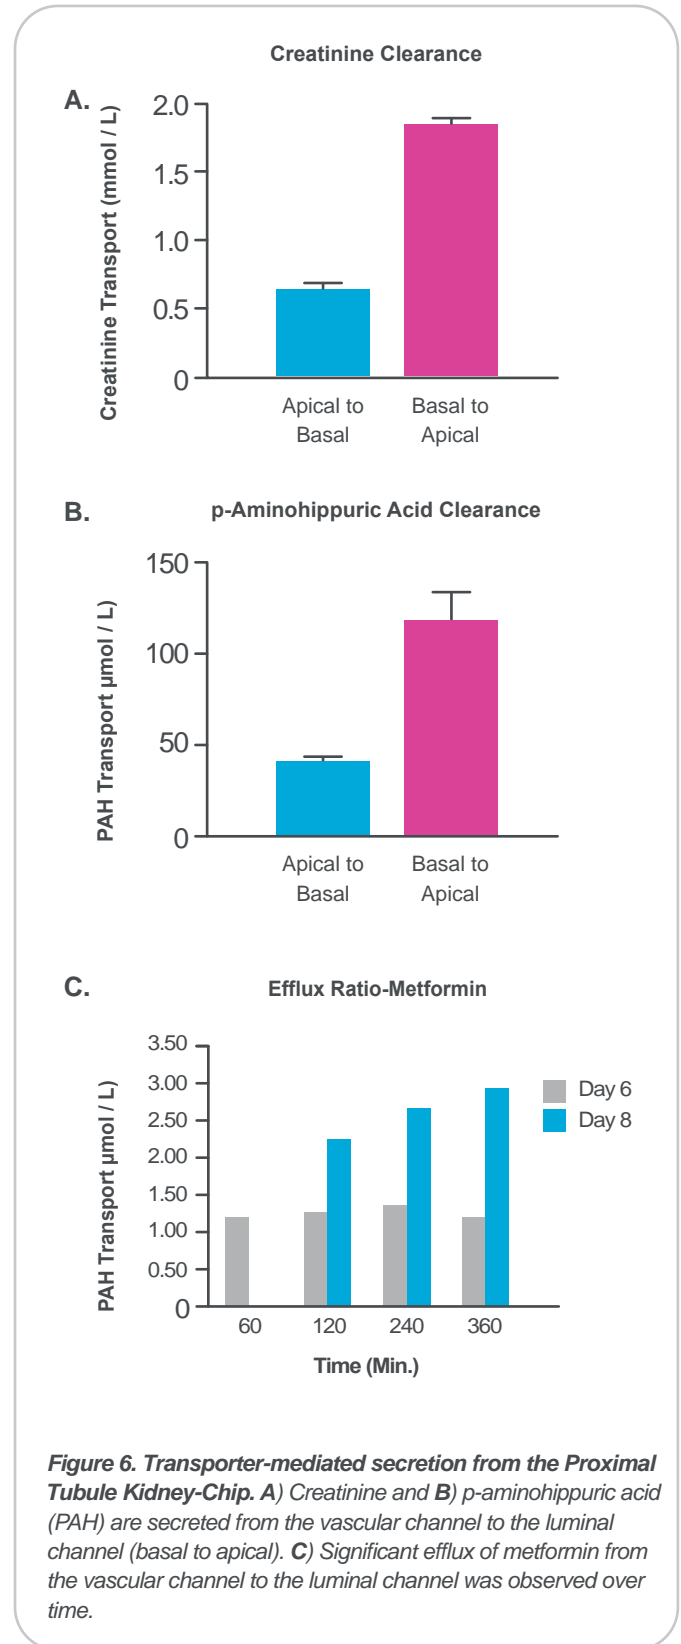 Creatinine Clearance
A.
Creatinine Transport (mmol / L)
2.0
1.5
1.0
0.5
0
Apical to
Basal
Basal to
Apical
B.
p-Aminohippuric Acid Clearance
PAH Transport µmol / L)
150
100
50
0
Apical to
Basal
Basal to
Apical
C.
Efflux Ratio-Metformin
PAH Transport µmol / L)
3.50
3.00
2.50
2.00
1.50
1.00
0.50
0
60 120 240 360
Time (Min.)
Day 6
Day 8
Figure 6. Transporter-mediated secretion from the Proximal
Tubule Kidney-Chip. A) Creatinine and B) p-aminohippuric acid
(PAH) are secreted from the vascular channel to the luminal
channel (basal to apical). C) Significant efflux of metformin from
the vascular channel to the luminal channel was observed over
time.